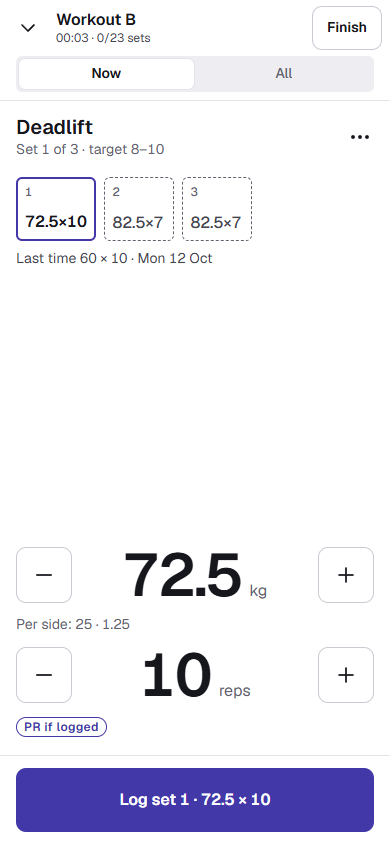 Workout B
00:03 · 0/23 sets
Finish
Now
All
Deadlift
Set 1 of 3 · target 8–10
1
72.5×10
2
82.5×7
3
82.5×7
Last time 60 × 10 · Mon 12 Oct
72.5 kg
Per side: 25 · 1.25
10 reps
PR if logged
Log set 1 · 72.5 × 10